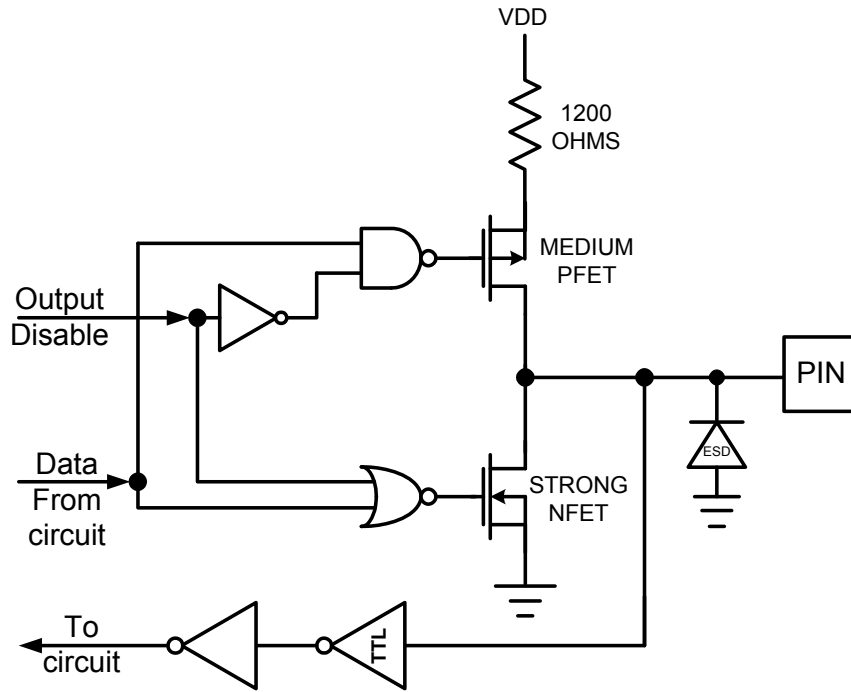 VDD
1200
OHMS
MEDIUM
PFET
Output
Disable
PIN
ESD
Data
From
circuit
STRONG
NFET
To
circuit
TTL